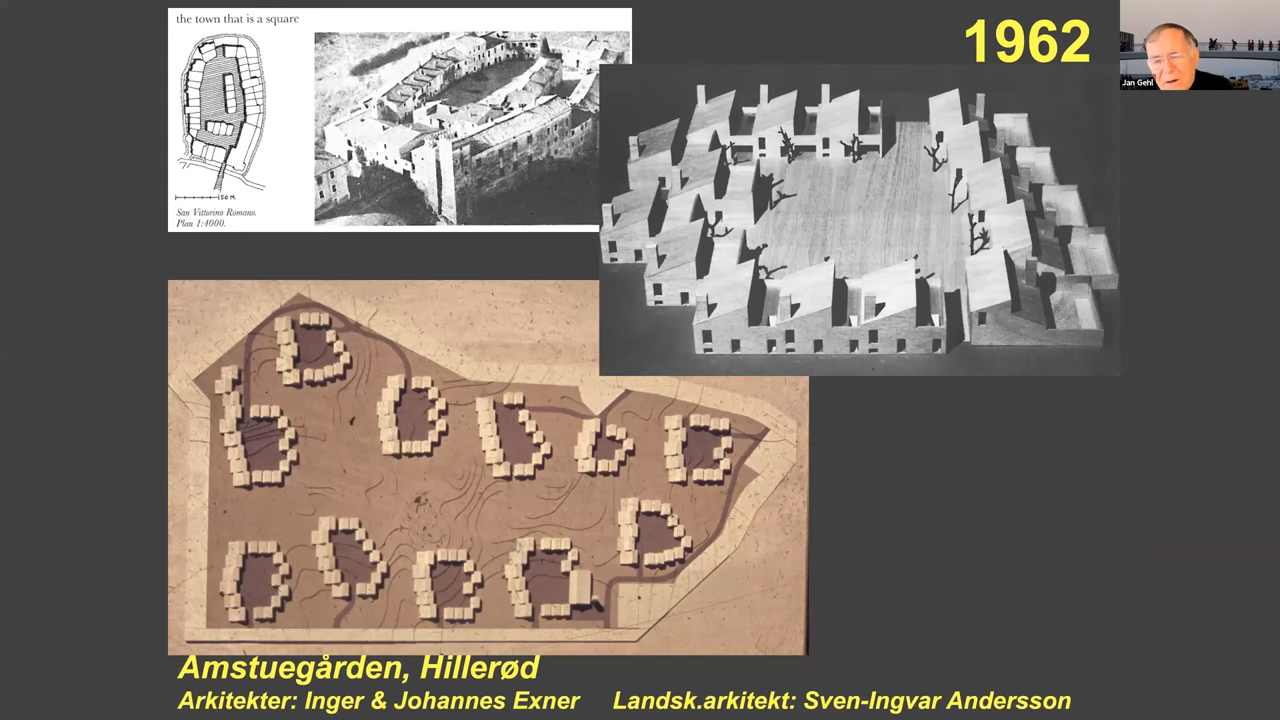 the town that is a square
1962
Jan Gehl
50 M.
San Vittorino Romano.
Plan 1:4000.
Amstuegården, Hillerød
Arkitekter: Inger & Johannes Exner Landsk.arkitekt: Sven-Ingvar Andersson